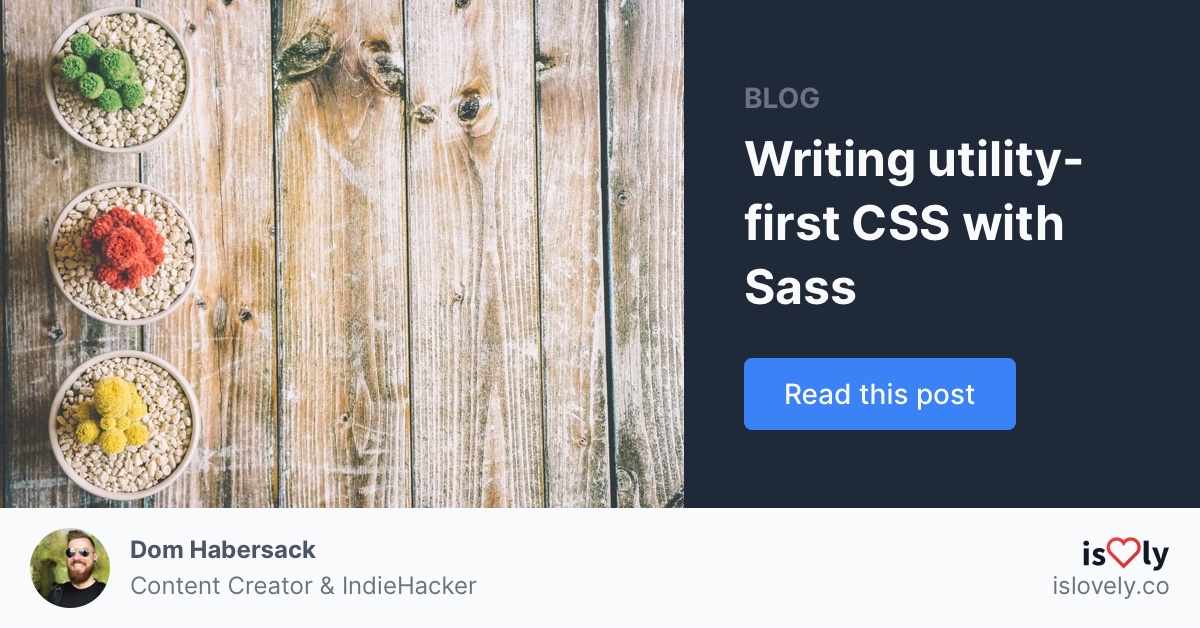 BLOG
Writing utility-
first CSS with
Sass
Read this post
Dom Habersack
Content Creator & IndieHacker
is♡ly
islovely.co